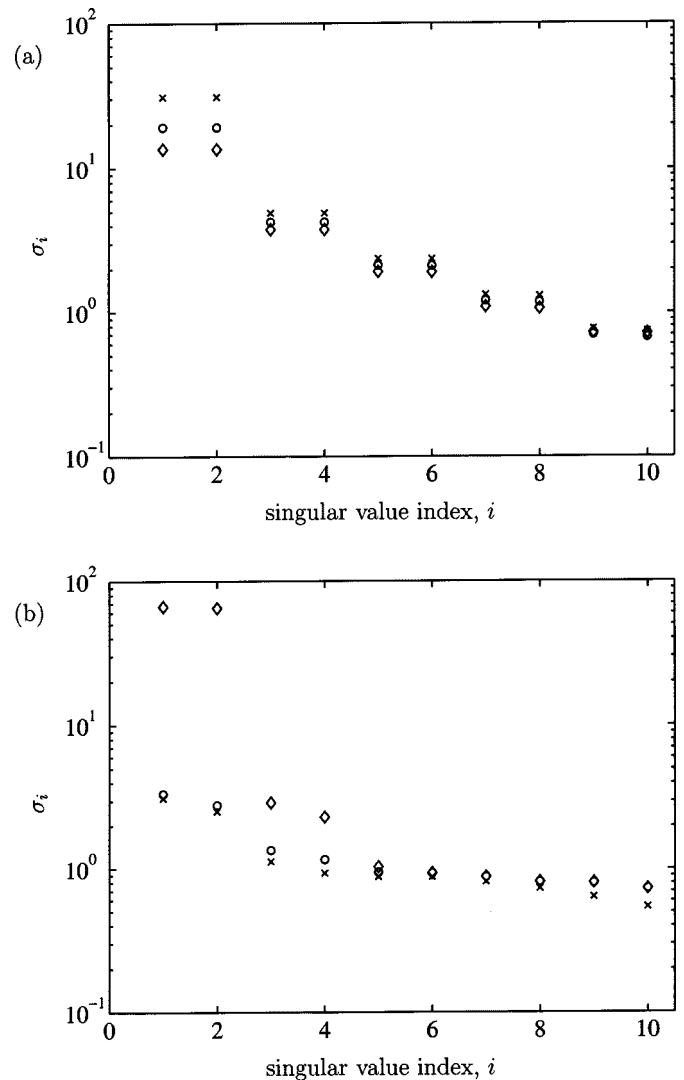 (a)
10^2
10^1
10^0
10^-1
σ_i
0 2 4 6 8 10
singular value index, i
(b)
10^2
10^1
10^0
10^-1
σ_i
0 2 4 6 8 10
singular value index, i